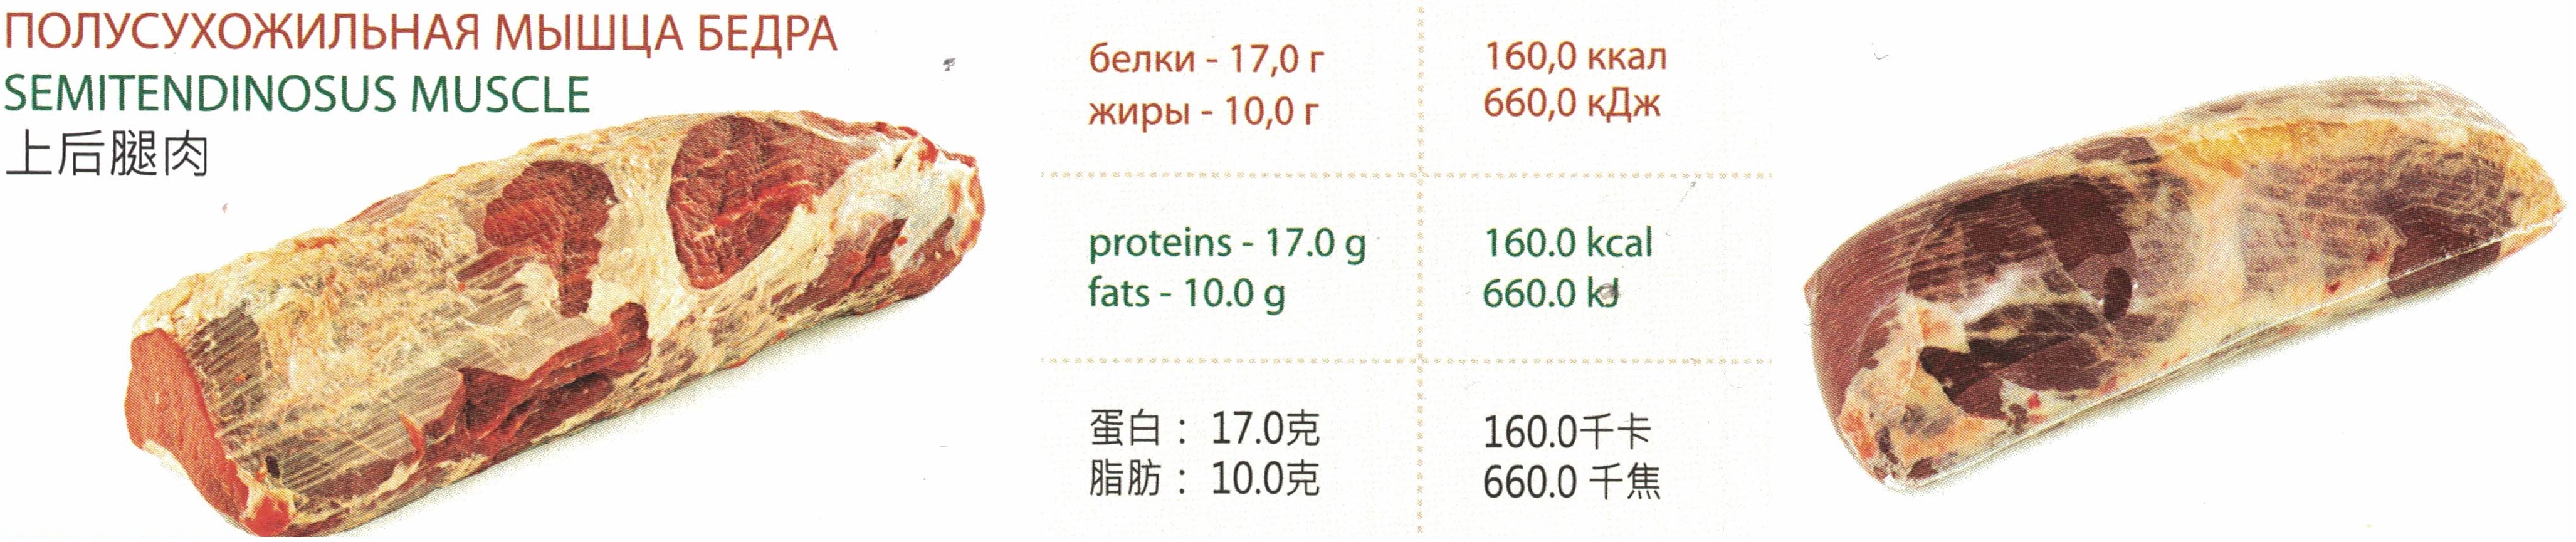 ПОЛУСУХОЖИЛЬНАЯ МЫШЦА БЕДРА
SEMITENDINOSUS MUSCLE
上后腿肉
белки - 17,0 г
жиры - 10,0 г
160,0 ккал
660,0 кДж
proteins - 17.0 g
fats - 10.0 g
160.0 kcal
660.0 kJ
蛋白： 17.0克
脂肪： 10.0克
160.0千卡
660.0 千焦